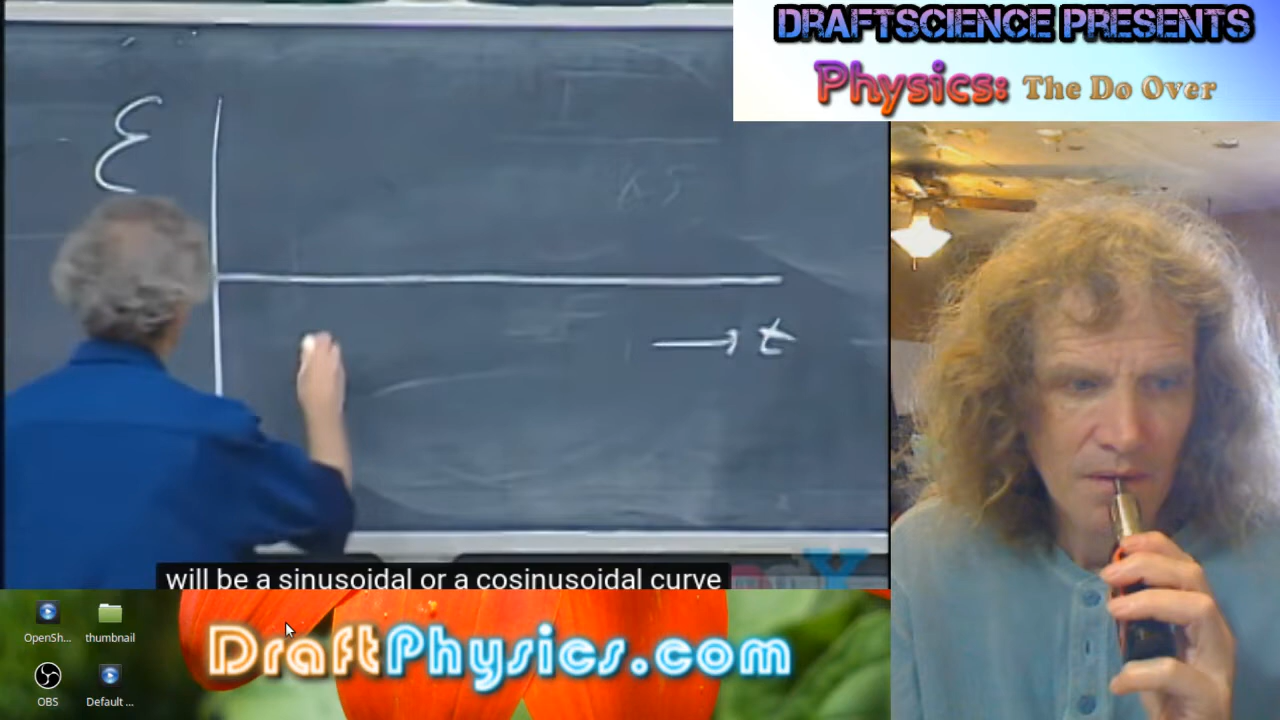 DRAFTSCIENCE PRESENTS
Physics: The Do Over
ℰ
→ t
will be a sinusoidal or a cosinusoidal curve
DraftPhysics.com
OpenSh... thumbnail
OBS Default ...